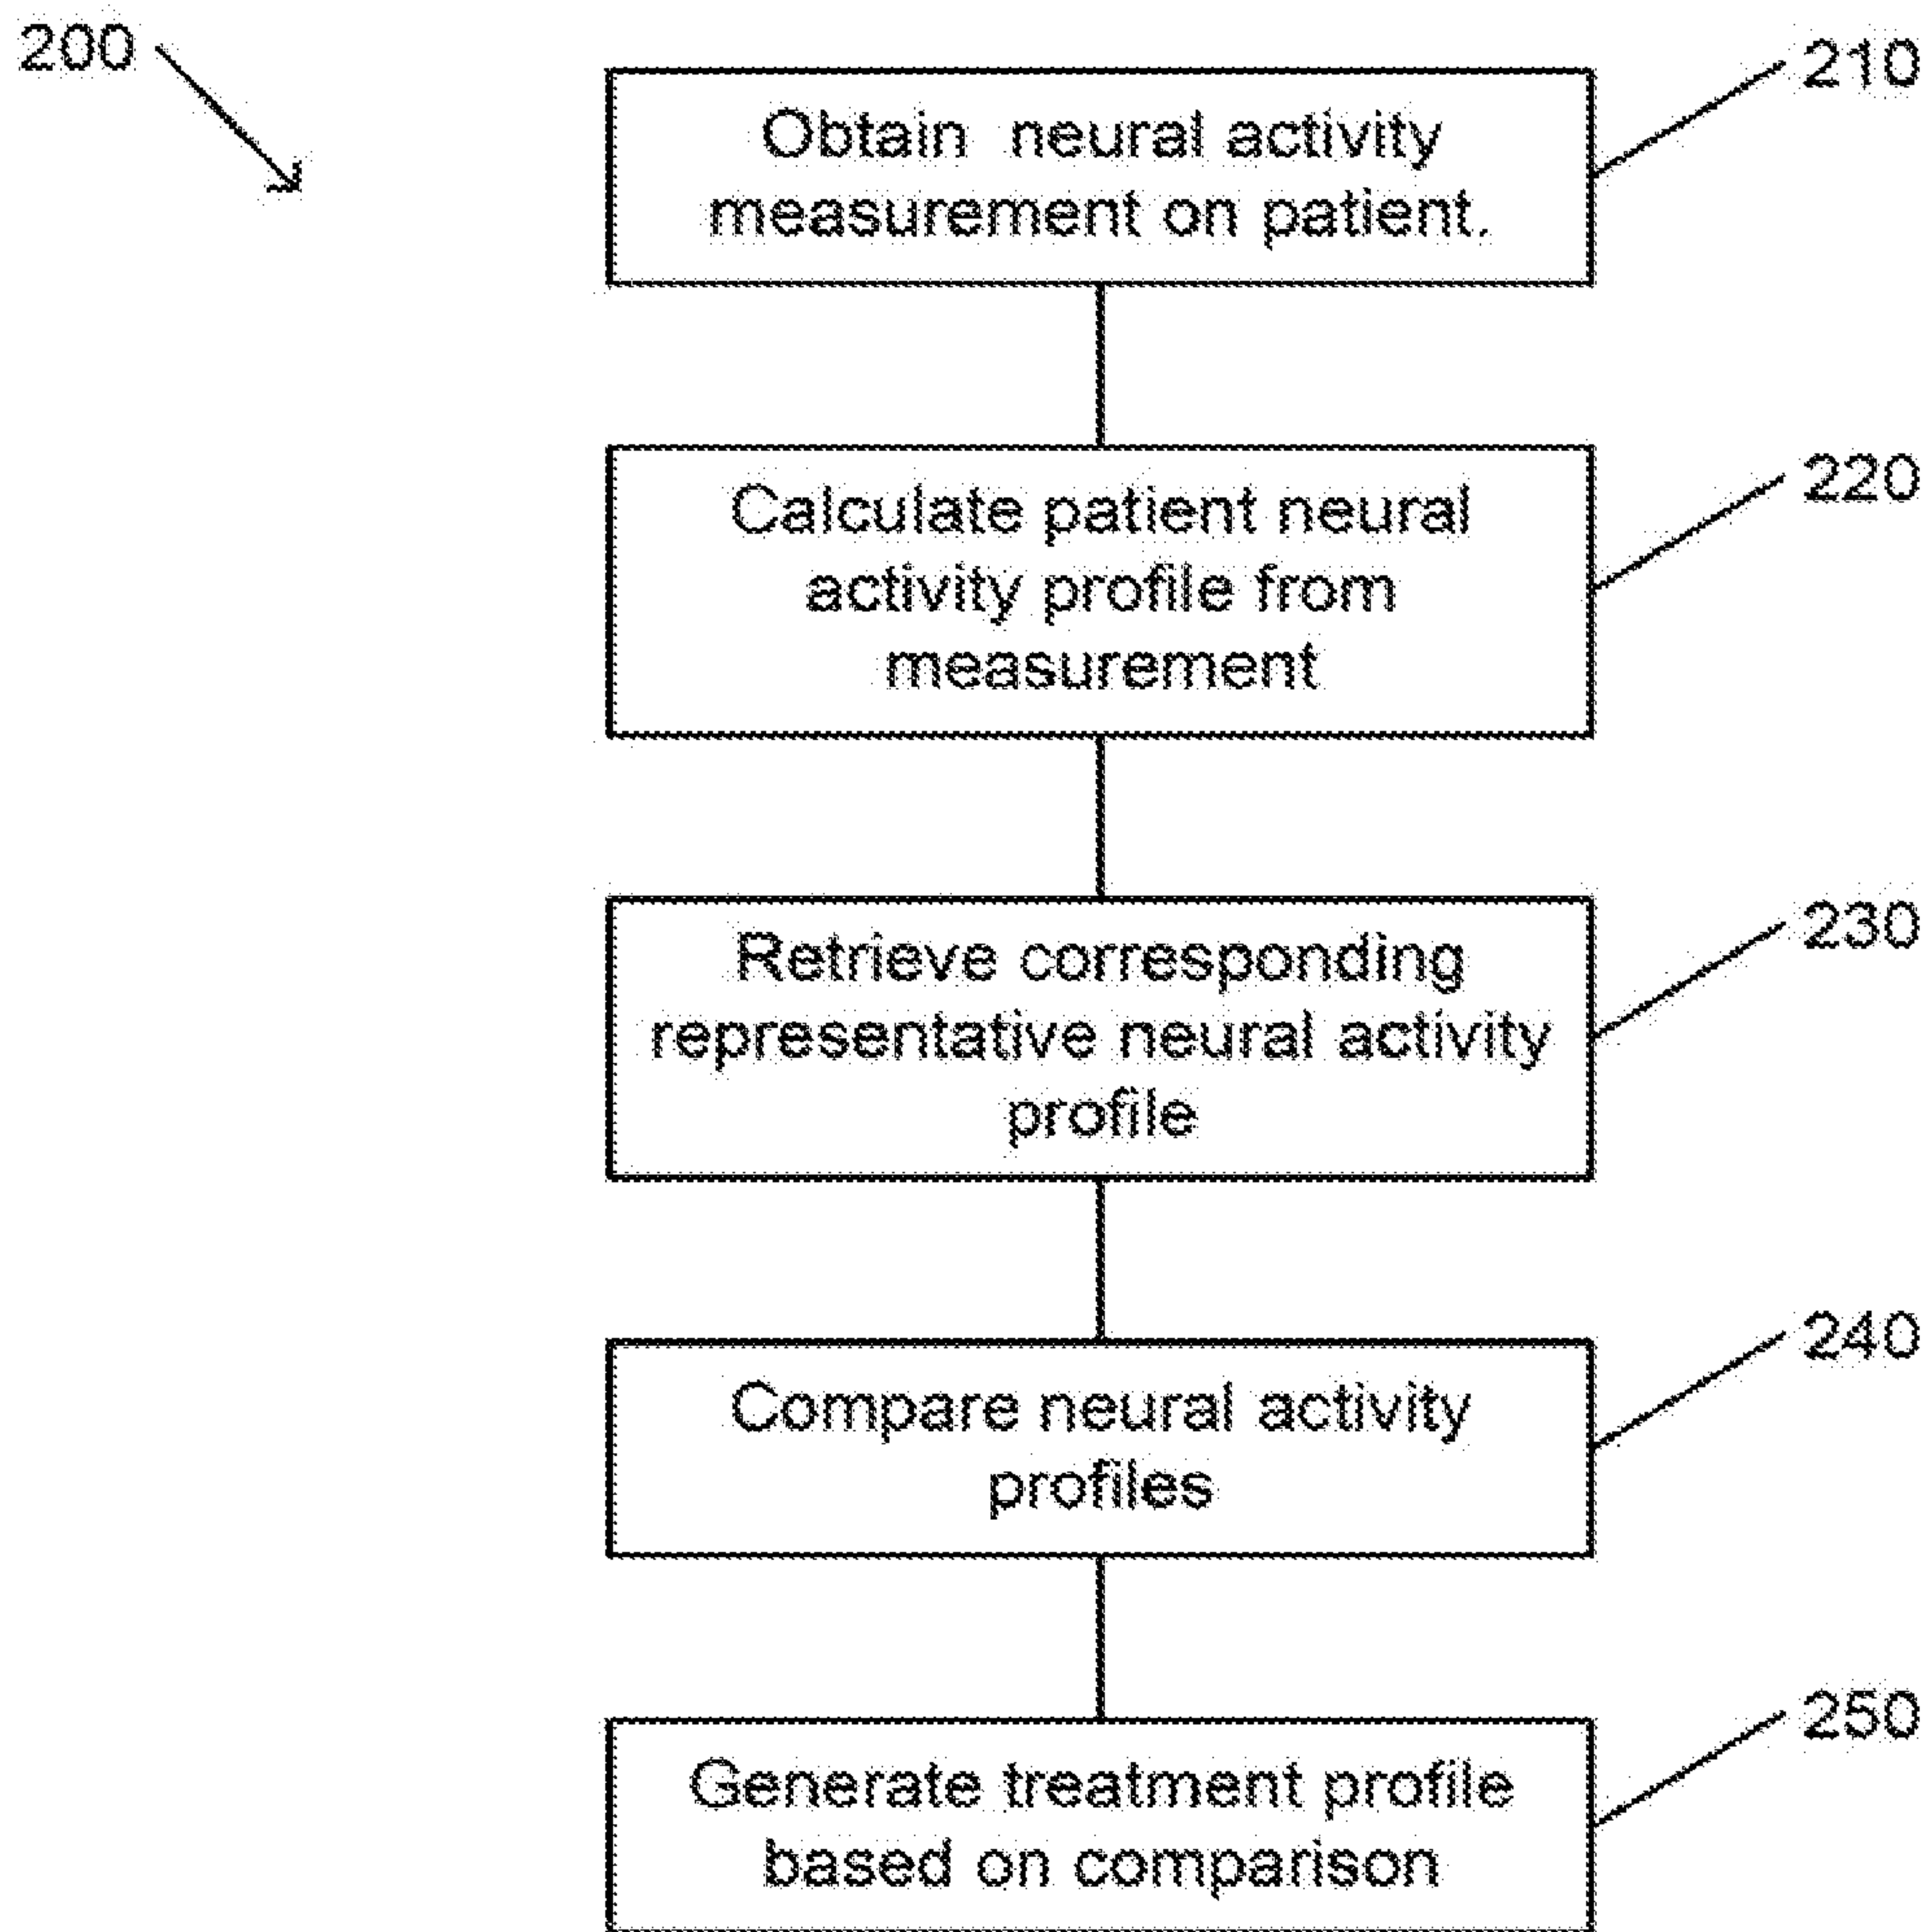 200
210
Obtain neural activity
measurement on patient.
220
Calculate patient neural
activity profile from
measurement
230
Retrieve corresponding
representative neural activity
profile
240
Compare neural activity
profiles
250
Generate treatment profile
based on comparison